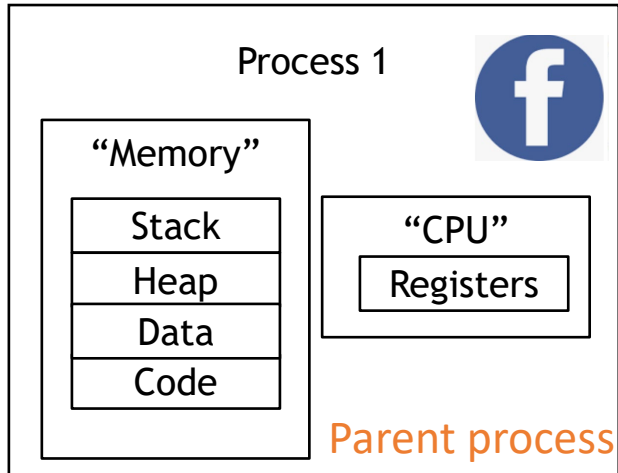 Process 1
f
“Memory”
Stack
Heap
Data
Code
“CPU”
Registers
Parent process